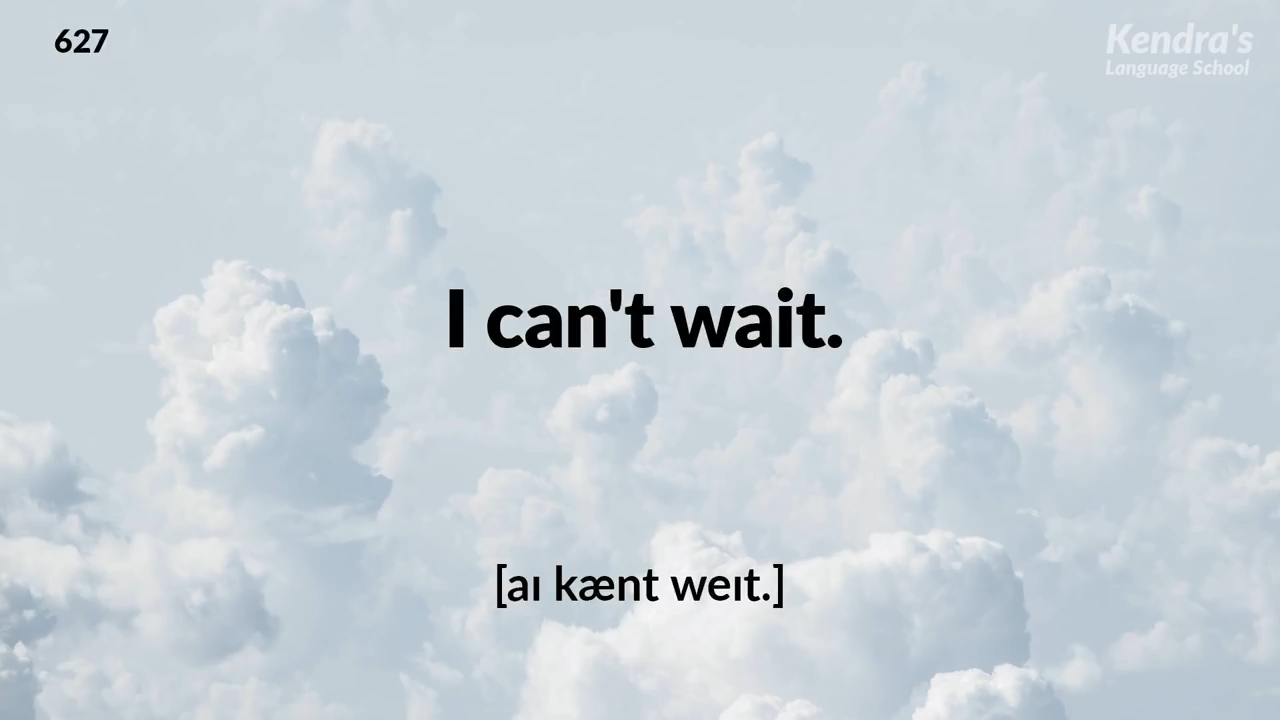 627
Kendra's
Language School
I can't wait.
[aɪ kænt weɪt.]